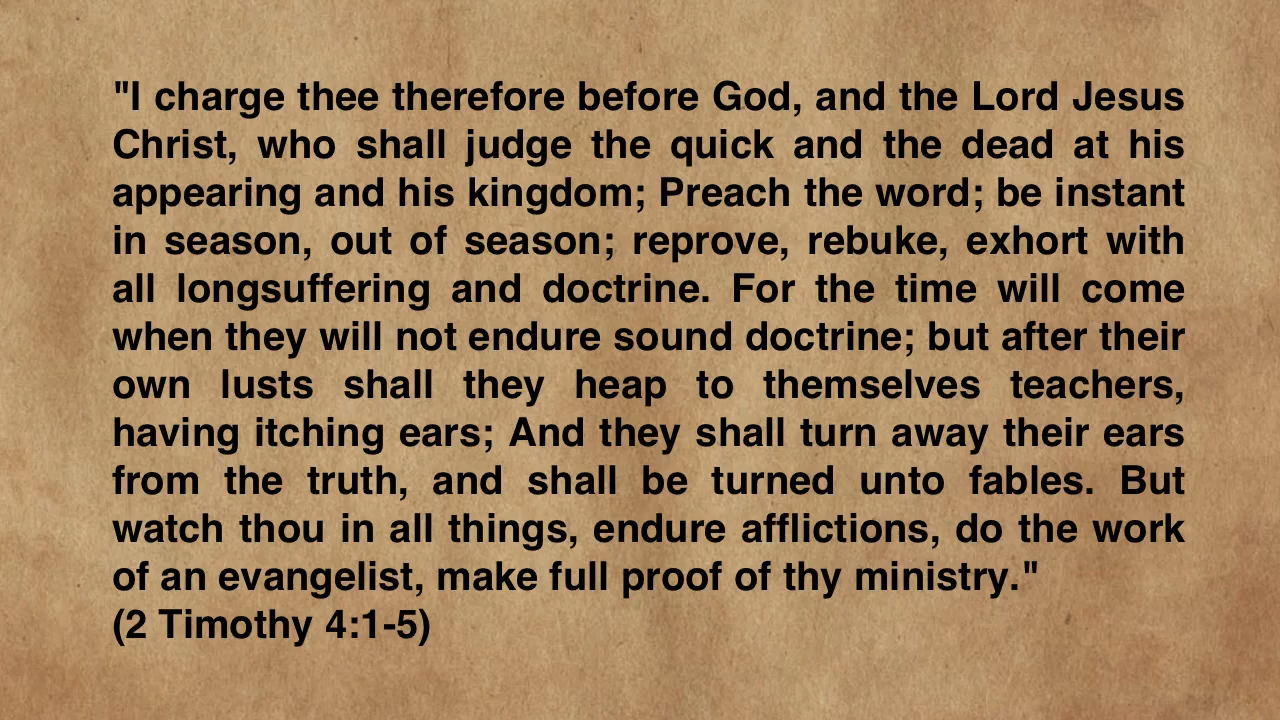 "I charge thee therefore before God, and the Lord Jesus
Christ, who shall judge the quick and the dead at his
appearing and his kingdom; Preach the word; be instant
in season, out of season; reprove, rebuke, exhort with
all longsuffering and doctrine. For the time will come
when they will not endure sound doctrine; but after their
own lusts shall they heap to themselves teachers,
having itching ears; And they shall turn away their ears
from the truth, and shall be turned unto fables. But
watch thou in all things, endure afflictions, do the work
of an evangelist, make full proof of thy ministry."
(2 Timothy 4:1-5)